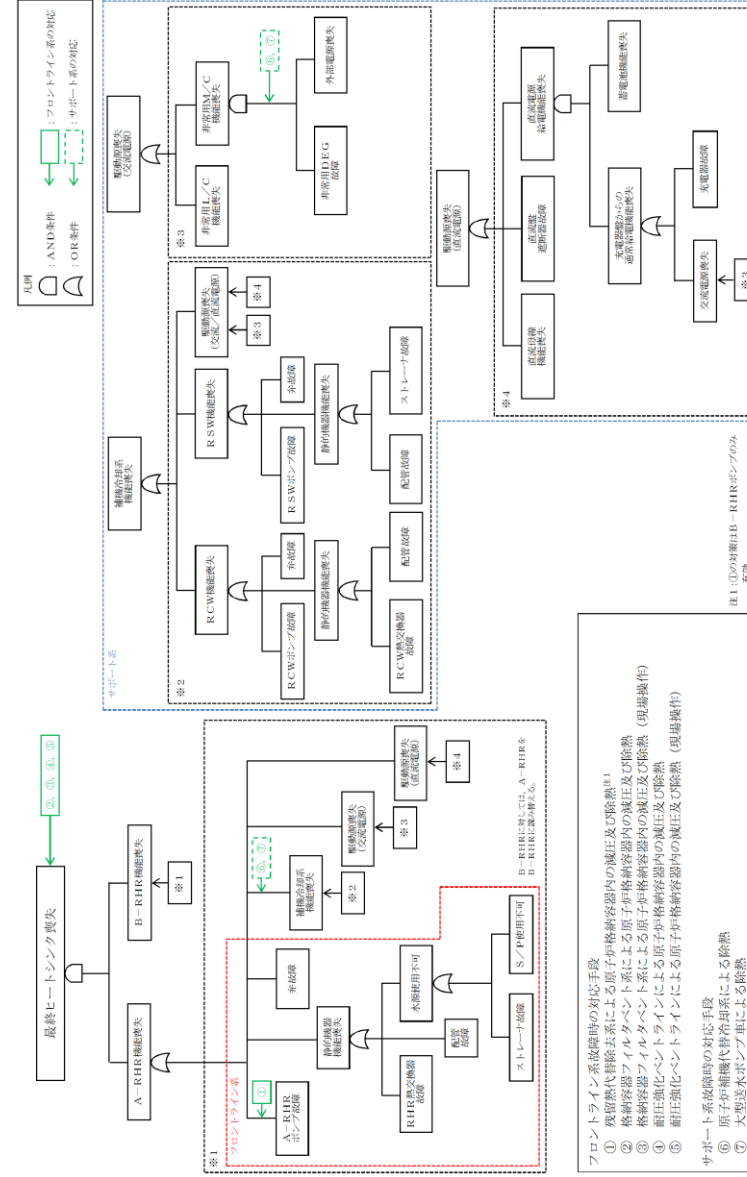 最終ヒートシンク喪失
②, ③, ④, ⑤
A－RHR機能喪失
B－RHR機能喪失
※1
※1
フロントライン系
①
A－RHR
ポンプ故障
弁故障
静的機器
機能喪失
RHR熱交換器
故障
配管
故障
水源使用不可
ストレーナ故障
S／P使用不可
⑥, ⑦
補機冷却系
機能喪失
※2
駆動源喪失
(交流電源)
※3
駆動源喪失
(直流電源)
※4
B－RHRに対しては，A－RHRを
B－RHRに読み替える。
フロントライン系故障時の対応手段
① 残留熱代替除去系による原子炉格納容器内の減圧及び除熱注1
② 格納容器フィルタベント系による原子炉格納容器内の減圧及び除熱
③ 格納容器フィルタベント系による原子炉格納容器内の減圧及び除熱（現場操作）
④ 耐圧強化ベントラインによる原子炉格納容器内の減圧及び除熱
⑤ 耐圧強化ベントラインによる原子炉格納容器内の減圧及び除熱（現場操作）
サポート系故障時の対応手段
⑥ 原子炉補機代替冷却系による除熱
⑦ 大型送水ポンプ車による除熱
注1：①の対策はB－RHRポンプのみ
有効
サポート系
補機冷却系
機能喪失
※2
RCW機能喪失
RCWポンプ故障
弁故障
静的機器機能喪失
RCW熱交換器
故障
配管故障
RSW機能喪失
RSWポンプ故障
弁故障
静的機器機能喪失
配管故障
ストレーナ故障
駆動源喪失
(交流／直流電源)
※3
※4
駆動源喪失
(交流電源)
※3
非常用L／C
機能喪失
非常用M／C
機能喪失
⑥, ⑦
非常用DEG
故障
外部電源喪失
駆動源喪失
(直流電源)
※4
直流母線
機能喪失
直流盤
遮断器故障
直流電源
給電機能喪失
充電器盤からの
通常給電機能喪失
蓄電池機能喪失
交流電源喪失
充電器故障
※3
凡例
：AND条件
：OR条件
：フロントライン系の対応
：サポート系の対応